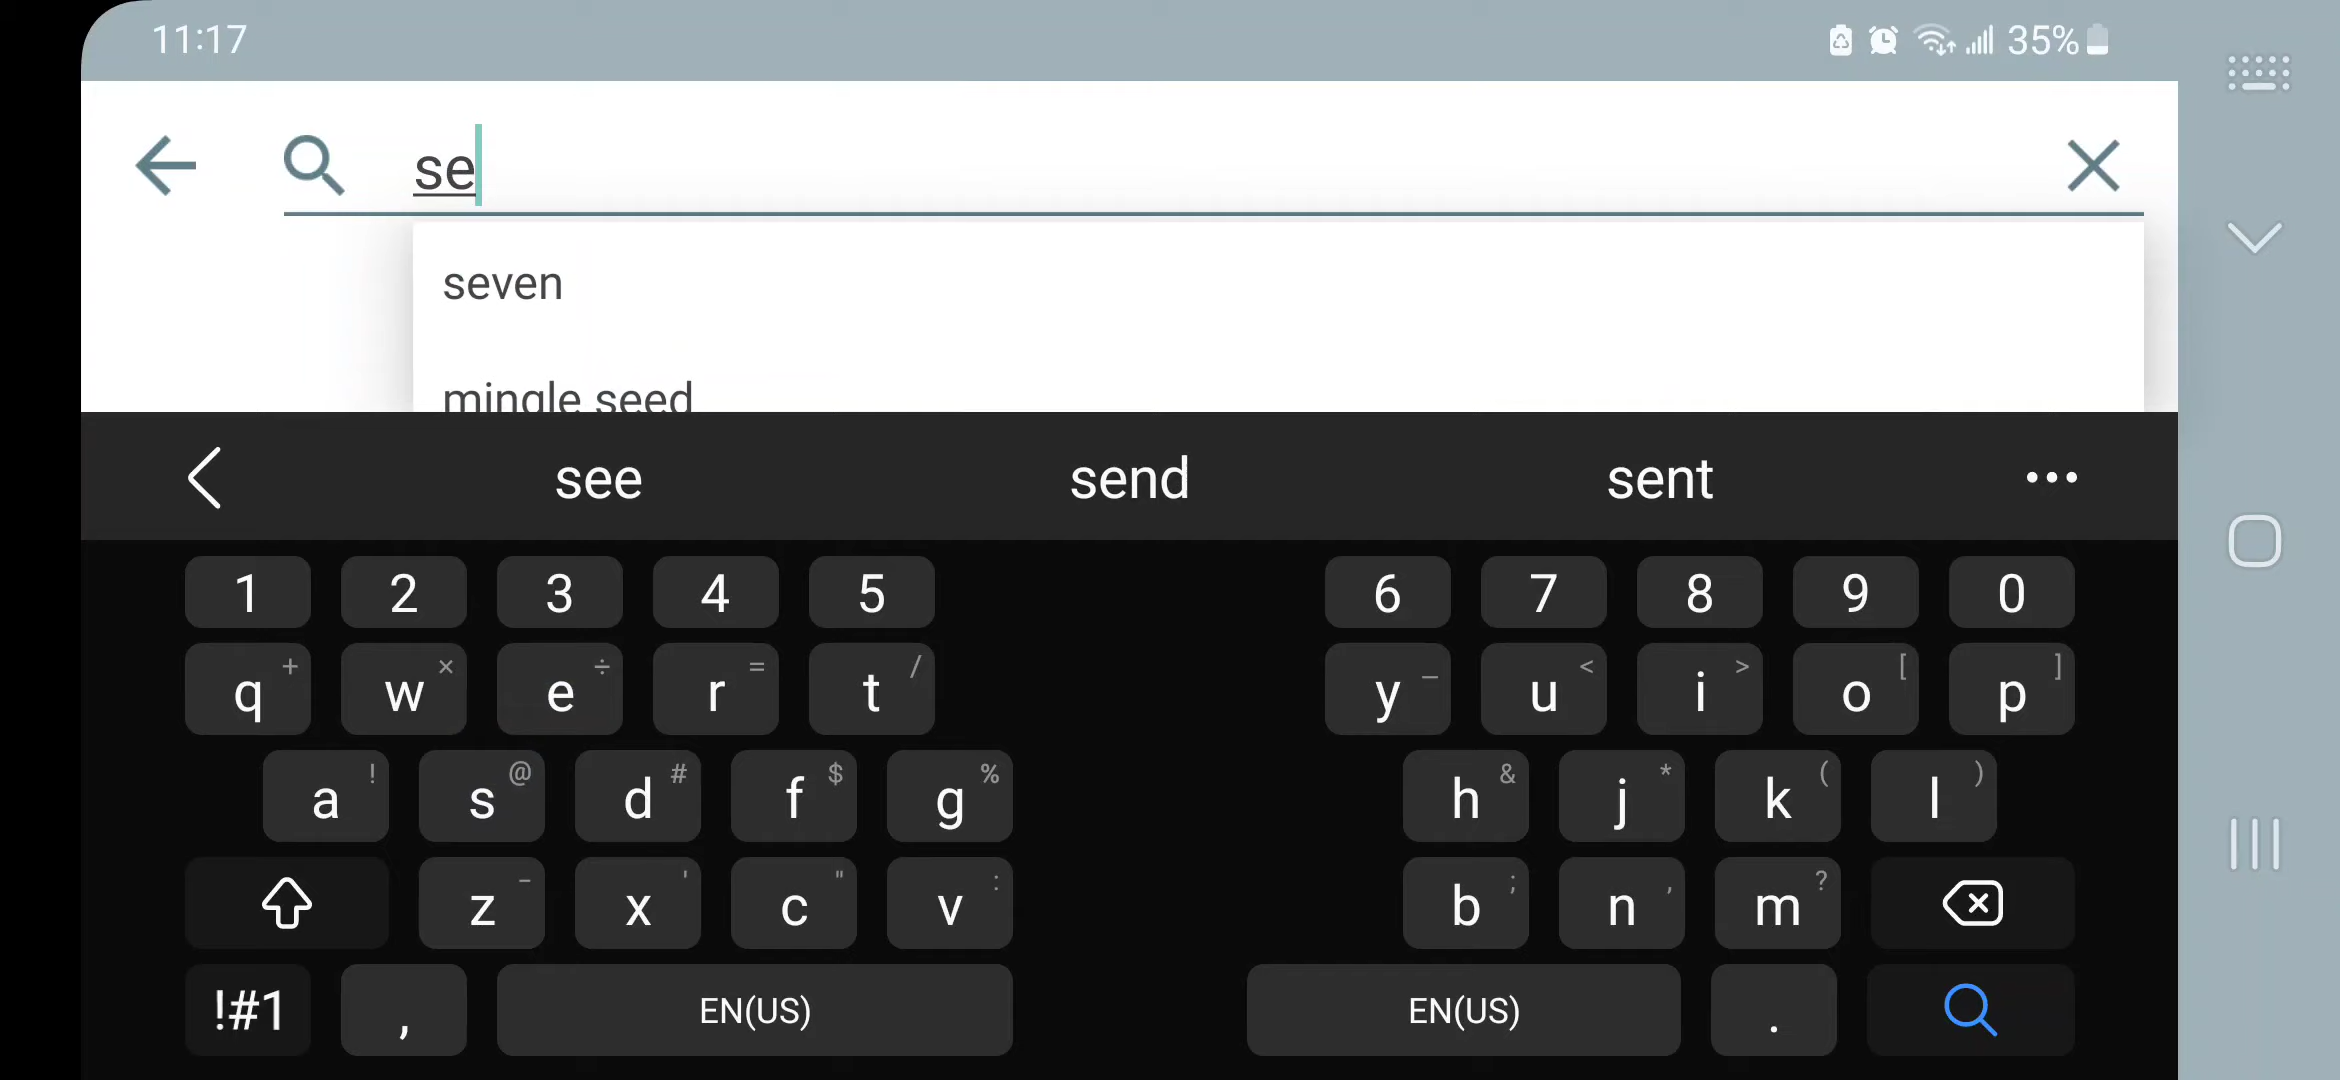 11:17 35%
se
seven
mingle seed
see send sent
1 2 3 4 5 6 7 8 9 0
q + w × e ÷ r = t / y _ u < i > o [ p ]
a ! s @ d # f $ g % h & j * k ( l )
z - x ' c " v : b ; n , m ?
!#1 , EN(US) EN(US) .